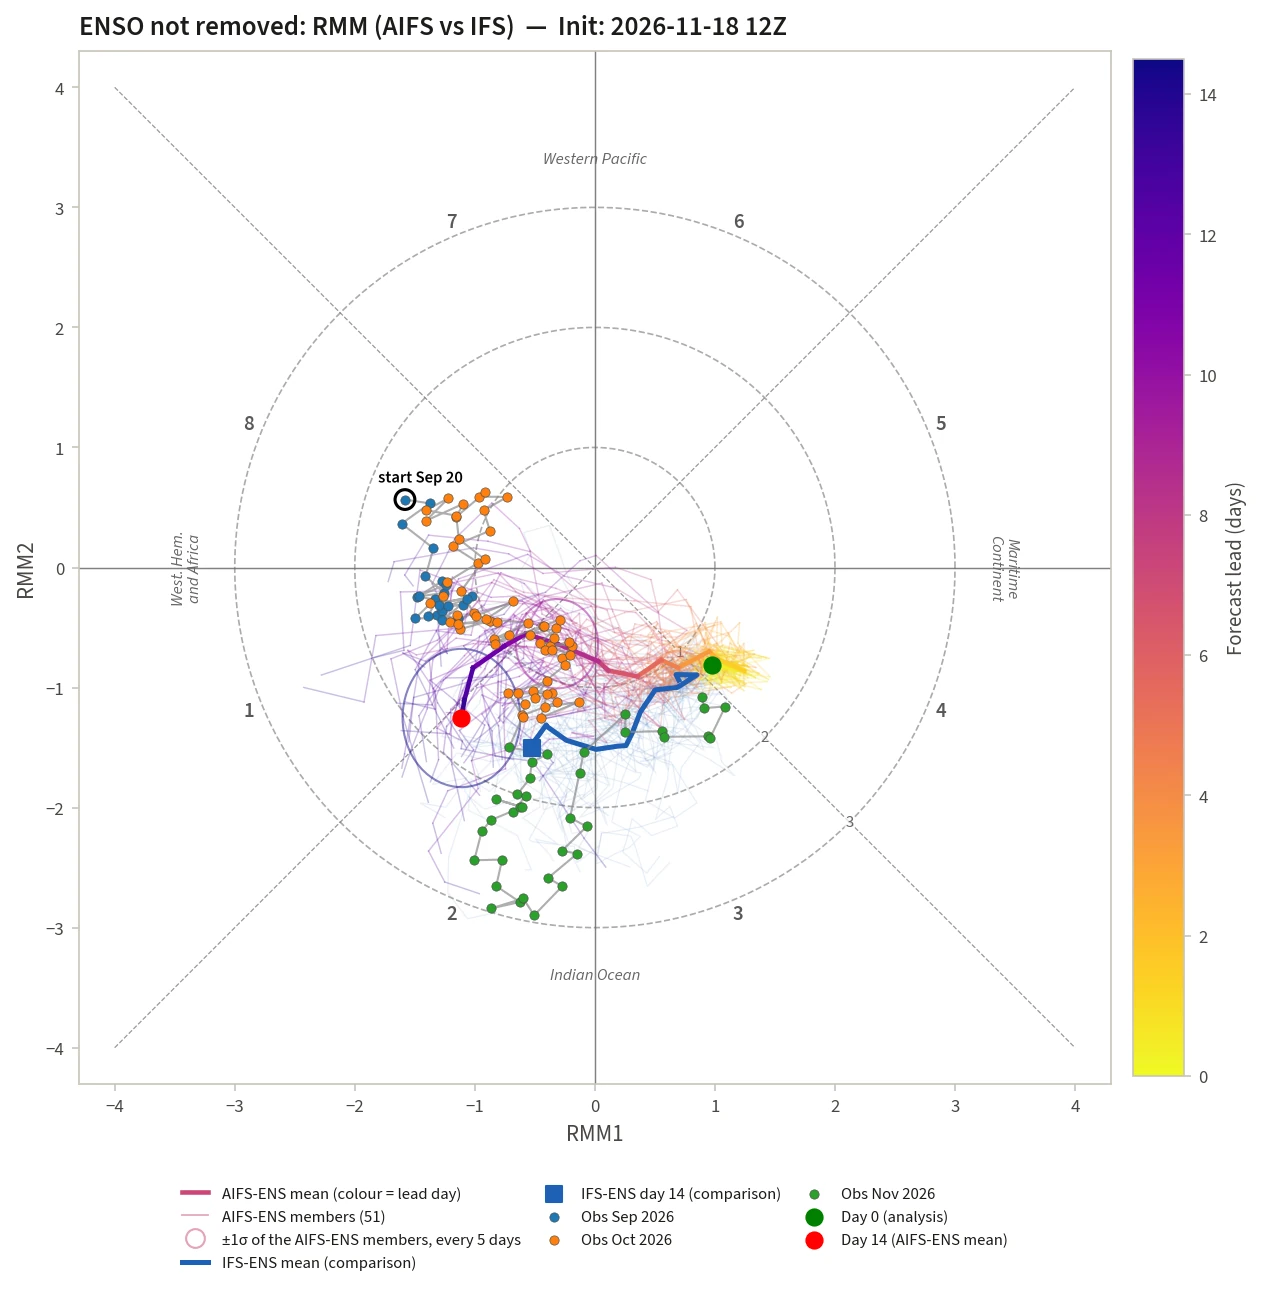 ENSO not removed: RMM (AIFS vs IFS) — Init: 2026-11-18 12Z
4
3
2
1
0
−1
−2
−3
−4
−4
−3
−2
−1
0
1
2
3
4
RMM2
RMM1
Western Pacific
Indian Ocean
West. Hem.
and Africa
Maritime
Continent
7
6
8
5
1
4
2
3
1
2
3
start Sep 20
14
12
10
8
6
4
2
0
Forecast lead (days)
AIFS-ENS mean (colour = lead day)
AIFS-ENS members (51)
±1σ of the AIFS-ENS members, every 5 days
IFS-ENS mean (comparison)
IFS-ENS day 14 (comparison)
Obs Sep 2026
Obs Oct 2026
Obs Nov 2026
Day 0 (analysis)
Day 14 (AIFS-ENS mean)